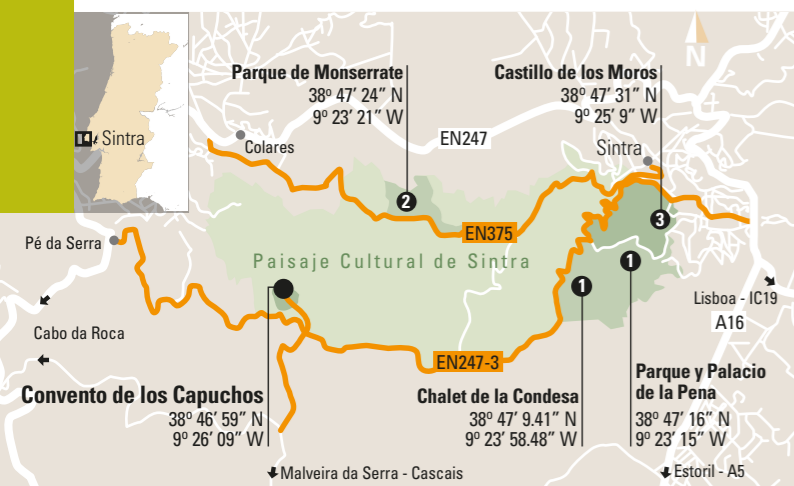 N
Sintra
Parque de Monserrate
38º 47’ 24” N
9º 23’ 21” W
Castillo de los Moros
38º 47’ 31” N
9º 25’ 9” W
Colares
EN247
Sintra
2
3
EN375
Pé da Serra
Paisaje Cultural de Sintra
1
1
Lisboa - IC19
A16
Cabo da Roca
EN247-3
Convento de los Capuchos
38º 46’ 59” N
9º 26’ 09” W
Chalet de la Condesa
38º 47’ 9.41” N
9º 23’ 58.48” W
Parque y Palacio
de la Pena
38º 47’ 16” N
9º 23’ 15” W
Malveira da Serra - Cascais
Estoril - A5